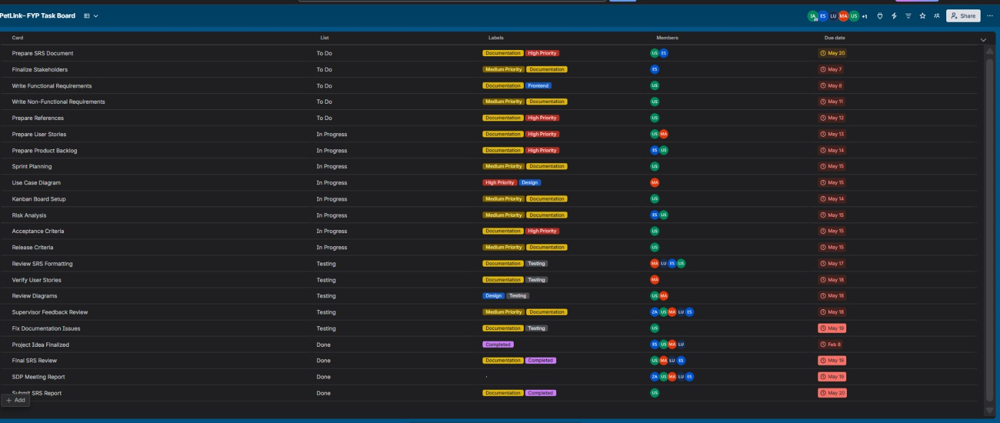 PetLink– FYP Task Board
IA ES LU MA US +1 Share
Card List Labels Members Due date
Prepare SRS Document To Do Documentation High Priority US ES May 20
Finalize Stakeholders To Do Medium Priority Documentation ES May 7
Write Functional Requirements To Do Documentation Frontend US May 8
Write Non-Functional Requirements To Do Medium Priority Documentation US May 11
Prepare References To Do Documentation High Priority US May 12
Prepare User Stories In Progress Documentation High Priority US MA May 13
Prepare Product Backlog In Progress Documentation High Priority ES US May 14
Sprint Planning In Progress Medium Priority Documentation US May 15
Use Case Diagram In Progress High Priority Design MA May 15
Kanban Board Setup In Progress Medium Priority Documentation US May 14
Risk Analysis In Progress Medium Priority Documentation ES US May 15
Acceptance Criteria In Progress Documentation High Priority US May 15
Release Criteria In Progress Medium Priority Documentation US May 15
Review SRS Formatting Testing Documentation Testing MA LU ES US May 17
Verify User Stories Testing Documentation Testing MA May 18
Review Diagrams Testing Design Testing US MA May 18
Supervisor Feedback Review Testing Medium Priority Documentation ZA US MA LU ES May 18
Fix Documentation Issues Testing Documentation Testing US May 19
Project Idea Finalized Done Completed ES US MA LU Feb 8
Final SRS Review Done Documentation Completed US MA LU ES May 19
SDP Meeting Report Done . ZA US MA LU ES May 19
Submit SRS Report Done Documentation Completed US May 20
+ Add